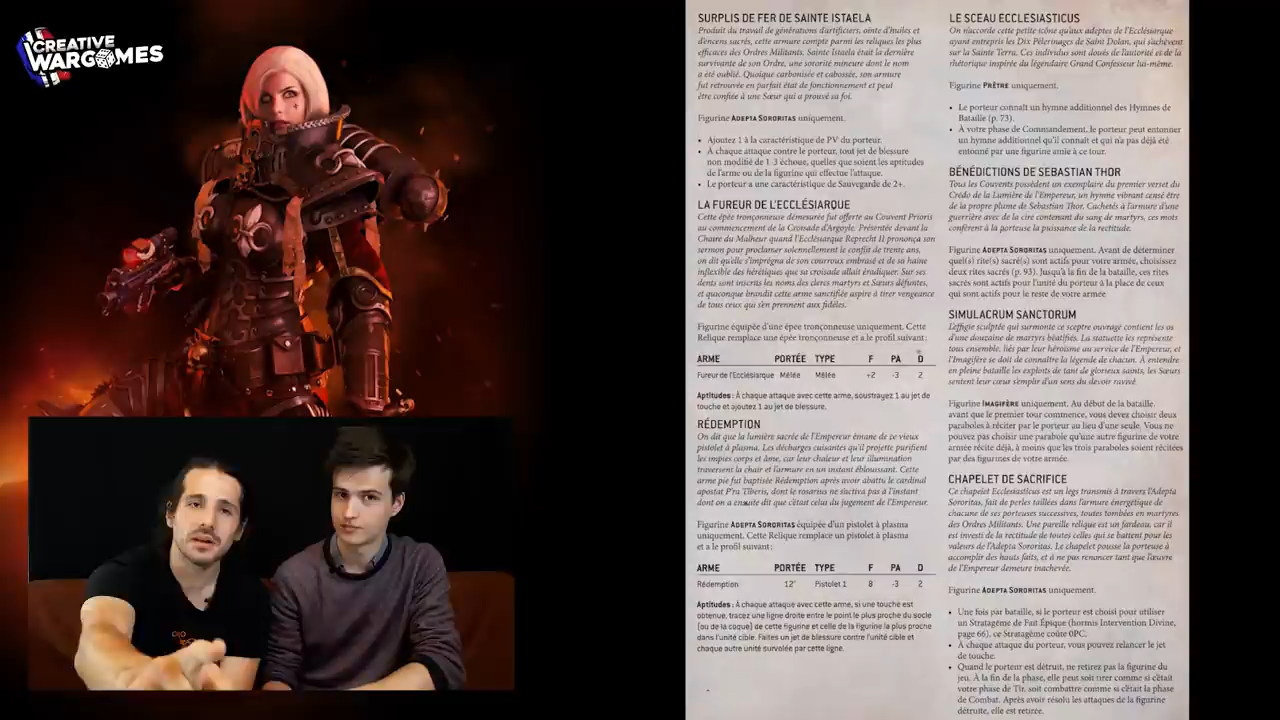 CREATIVE
WARGOMES
SURPLIS DE FER DE SAINTE ISTAELA
Produit du travail de générations d'artificiers, ointe d'huiles et
d'encens sacrés, cette armure compte parmi les reliques les plus
efficaces des Ordres Militants. Sainte Istaela était la dernière
survivante de son Ordre, une sororité mineure dont le nom
a été oublié. Quoique carbonisée et cabossée, son armure
fut retrouvée en parfait état de fonctionnement et peut
être confiée à une Sœur qui a prouvé sa foi.
Figurine ADEPTA SORORITAS uniquement.
• Ajoutez 1 à la caractéristique de PV du porteur.
• À chaque attaque contre le porteur, tout jet de blessure
non modifié de 1-3 échoue, quelles que soient les aptitudes
de l'arme ou de la figurine qui effectue l'attaque.
• Le porteur a une caractéristique de Sauvegarde de 2+.
LA FUREUR DE L'ECCLÉSIARQUE
Cette épée tronçonneuse démesurée fut offerte au Couvent Prioris
au commencement de la Croisade d'Argoyle. Présentée devant la
Chaire du Malheur quand l'Ecclésiarque Reprecht II prononça son
sermon pour proclamer solennellement le conflit de trente ans,
on dit qu'elle s'imprégna de son courroux embrasé et de sa haine
inflexible des hérétiques que sa croisade allait éradiquer. Sur ses
dents sont inscrits les noms des clercs martyrs et Sœurs défuntes,
et quiconque brandit cette arme sanctifiée aspire à tirer vengeance
de tous ceux qui s'en prennent aux fidèles.
Figurine équipée d'une épée tronçonneuse uniquement. Cette
Relique remplace une épée tronçonneuse et a le profil suivant :
ARME PORTÉE TYPE F PA D
Fureur de l'Ecclésiarque Mêlée Mêlée +2 -3 2
Aptitudes : À chaque attaque avec cette arme, soustrayez 1 au jet de
touche et ajoutez 1 au jet de blessure.
RÉDEMPTION
On dit que la lumière sacrée de l'Empereur émane de ce vieux
pistolet à plasma. Les décharges cuisantes qu'il projette purifient
les impies corps et âme, car leur chaleur et leur illumination
traversent la chair et l'armure en un instant éblouissant. Cette
arme pie fut baptisée Rédemption après avoir abattu le cardinal
apostat P'ra Tiberis, dont le rosarius ne s'activa pas à l'instant
dont on a ensuite dit que c'était celui du jugement de l'Empereur.
Figurine ADEPTA SORORITAS équipée d'un pistolet à plasma
uniquement. Cette Relique remplace un pistolet à plasma
et a le profil suivant :
ARME PORTÉE TYPE F PA D
Rédemption 12" Pistolet 1 8 -3 2
Aptitudes : À chaque attaque avec cette arme, si une touche est
obtenue, tracez une ligne droite entre le point le plus proche du socle
(ou de la coque) de cette figurine et celle de la figurine la plus proche
dans l'unité cible. Faites un jet de blessure contre l'unité cible et
chaque autre unité survolée par cette ligne.
LE SCEAU ECCLESIASTICUS
On n'accorde cette petite icône qu'aux adeptes de l'Ecclésiarque
ayant entrepris les Dix Pèlerinages de Saint Dolan, qui s'achèvent
sur la Sainte Terra. Ces individus sont doués de l'autorité et de la
rhétorique inspirée du légendaire Grand Confesseur lui-même.
Figurine PRÊTRE uniquement.
• Le porteur connaît un hymne additionnel des Hymnes de
Bataille (p. 73).
• À votre phase de Commandement, le porteur peut entonner
un hymne additionnel qu'il connaît et qui n'a pas déjà été
entonné par une figurine amie à ce tour.
BÉNÉDICTIONS DE SEBASTIAN THOR
Tous les Couvents possèdent un exemplaire du premier verset du
Crédo de la Lumière de l'Empereur, un hymne vibrant censé être
de la propre plume de Sebastian Thor. Cachetés à l'armure d'une
guerrière avec de la cire contenant du sang de martyrs, ces mots
confèrent à la porteuse la puissance de la rectitude.
Figurine ADEPTA SORORITAS uniquement. Avant de déterminer
quel(s) rite(s) sacré(s) sont actifs pour votre armée, choisissez
deux rites sacrés (p. 93). Jusqu'à la fin de la bataille, ces rites
sacrés sont actifs pour l'unité du porteur à la place de ceux
qui sont actifs pour le reste de votre armée
SIMULACRUM SANCTORUM
L'effigie sculptée qui surmonte ce sceptre ouvragé contient les os
d'une douzaine de martyrs béatifiés. La statuette les représente
tous ensemble, liés par leur héroïsme au service de l'Empereur, et
l'Imagifère se doit de connaître la légende de chacun. À entendre
en pleine bataille les exploits de tant de glorieux saints, les Sœurs
sentent leur cœur s'emplir d'un sens du devoir ravivé.
Figurine IMAGIFÈRE uniquement. Au début de la bataille,
avant que le premier tour commence, vous devez choisir deux
paraboles à réciter par le porteur au lieu d'une seule. Vous ne
pouvez pas choisir une parabole qu'une autre figurine de votre
armée récite déjà, à moins que les trois paraboles soient récitées
par des figurines de votre armée.
CHAPELET DE SACRIFICE
Ce chapelet Ecclesiasticus est un legs transmis à travers l'Adepta
Sororitas, fait de perles taillées dans l'armure énergétique de
chacune de ses porteuses successives, toutes tombées en martyres
des Ordres Militants. Une pareille relique est un fardeau, car il
est investi de la rectitude de toutes celles qui se battent pour les
valeurs de l'Adepta Sororitas. Le chapelet pousse la porteuse à
accomplir des hauts faits, et à ne pas renoncer tant que l'œuvre
de l'Empereur demeure inachevée.
Figurine ADEPTA SORORITAS uniquement.
• Une fois par bataille, si le porteur est choisi pour utiliser
un Stratagème de Fait Épique (hormis Intervention Divine,
page 66), ce Stratagème coûte 0PC.
• À chaque attaque du porteur, vous pouvez relancer le jet
de touche.
• Quand le porteur est détruit, ne retirez pas la figurine du
jeu. À la fin de la phase, elle peut soit tirer comme si c'était
votre phase de Tir, soit combattre comme si c'était la phase
de Combat. Après avoir résolu les attaques de la figurine
détruite, elle est retirée.